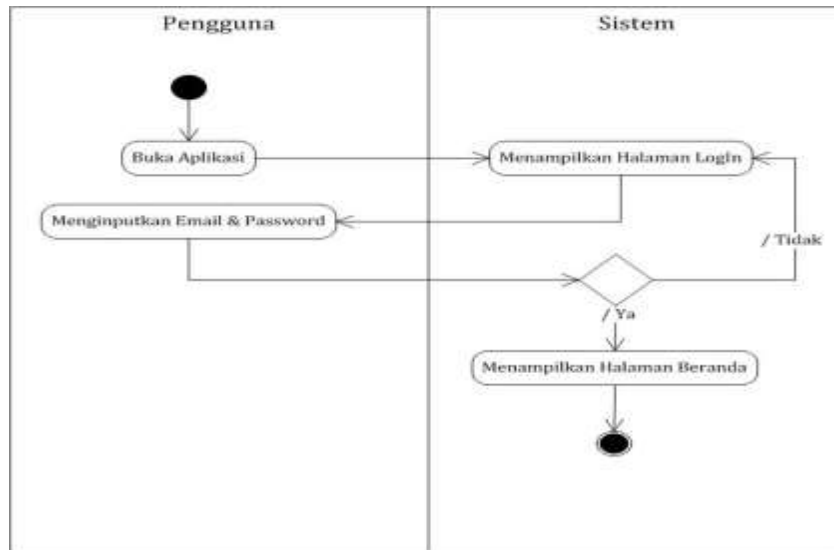 Pengguna
Sistem
Buka Aplikasi
Menampilkan Halaman LogIn
Menginputkan Email & Password
/ Tidak
/ Ya
Menampilkan Halaman Beranda